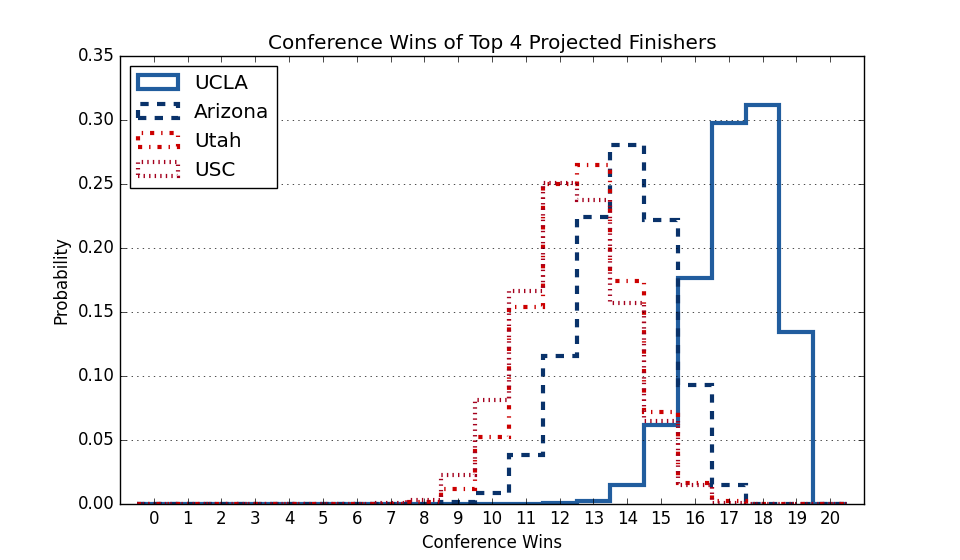 Conference Wins of Top 4 Projected Finishers
0.35
0.30
0.25
0.20
0.15
0.10
0.05
0.00
Probability
UCLA
Arizona
Utah
USC
0 1 2 3 4 5 6 7 8 9 10 11 12 13 14 15 16 17 18 19 20
Conference Wins